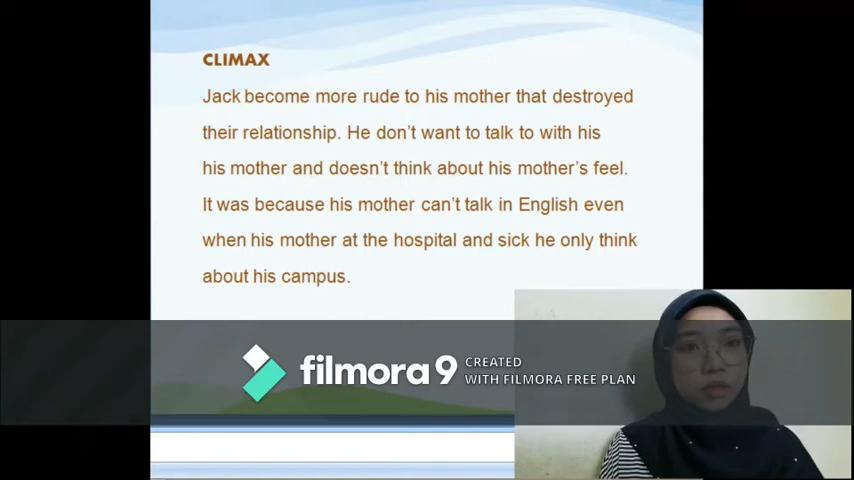 CLIMAX
Jack become more rude to his mother that destroyed
their relationship. He don't want to talk to with his
his mother and doesn't think about his mother's feel.
It was because his mother can't talk in English even
when his mother at the hospital and sick he only think
about his campus.
filmora9
CREATED
WITH FILMORA FREE PLAN